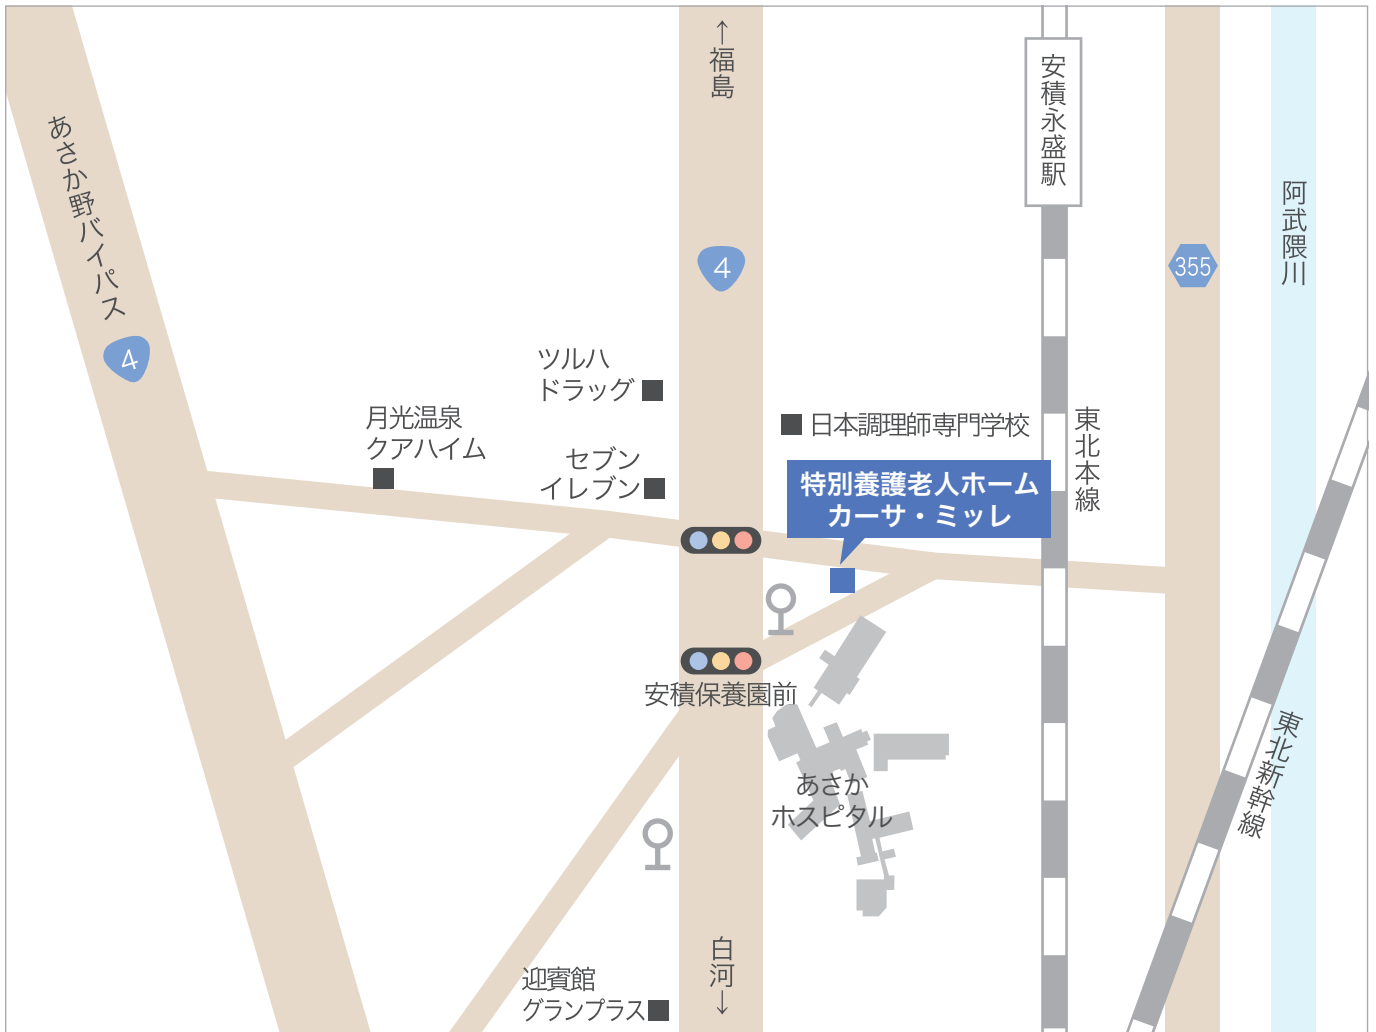 ↑福島
安積永盛駅
あさか野バイパス
阿武隈川
4
355
4
ツルハ
ドラッグ
月光温泉
クアハイム
日本調理師専門学校
東北本線
セブン
イレブン
特別養護老人ホーム
カーサ・ミッレ
安積保養園前
東北新幹線
あさか
ホスピタル
白河↓
迎賓館
グランプラス